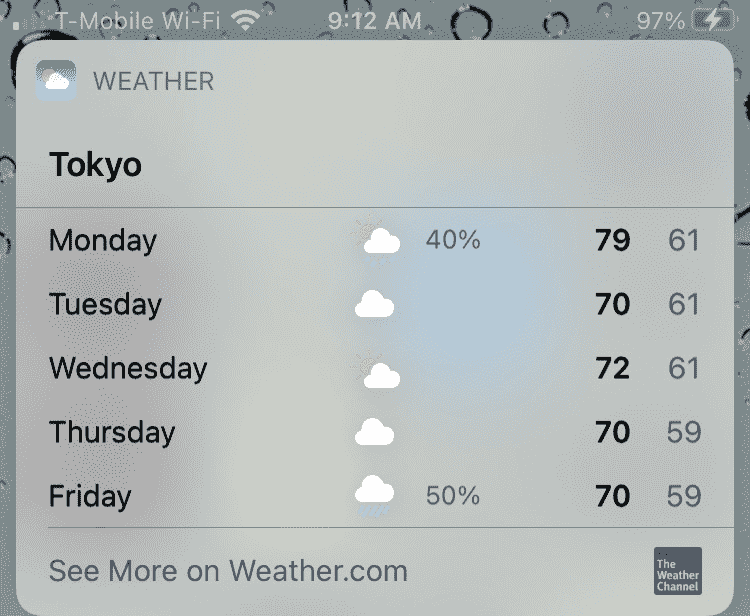 T-Mobile Wi-Fi 9:12 AM 97%
WEATHER
Tokyo
Monday 40% 79 61
Tuesday 70 61
Wednesday 72 61
Thursday 70 59
Friday 50% 70 59
See More on Weather.com
The
Weather
Channel